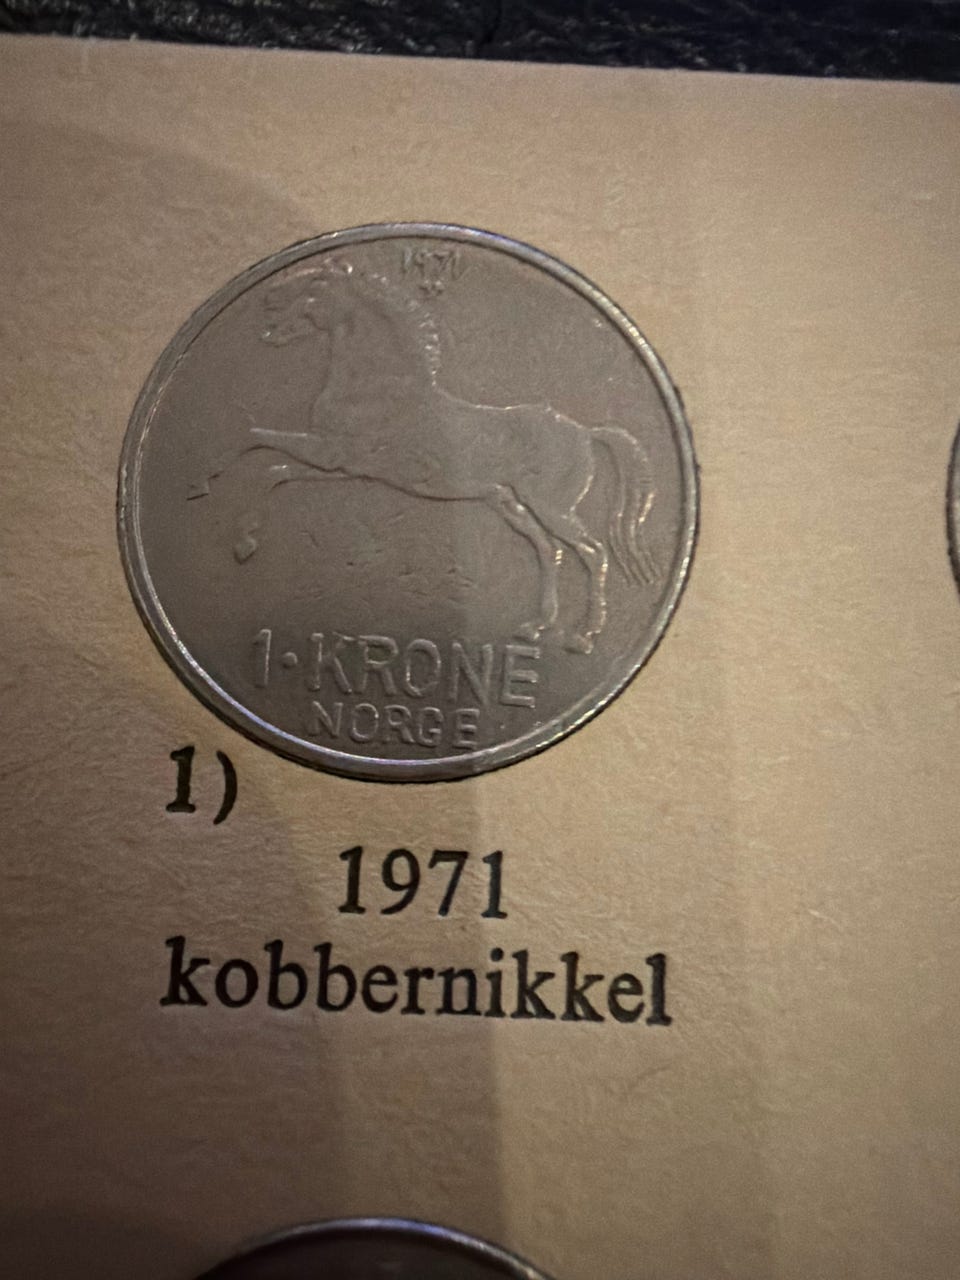 1971
1·KRONE
NORGE
1)
1971
kobbernikkel